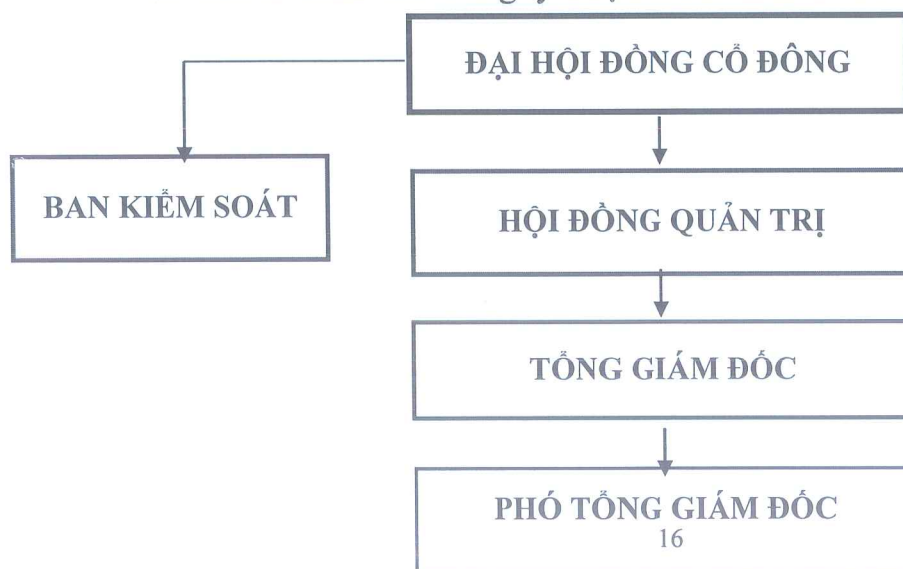 ĐẠI HỘI ĐỒNG CỔ ĐÔNG
BAN KIỂM SOÁT
HỘI ĐỒNG QUẢN TRỊ
TỔNG GIÁM ĐỐC
PHÓ TỔNG GIÁM ĐỐC
16